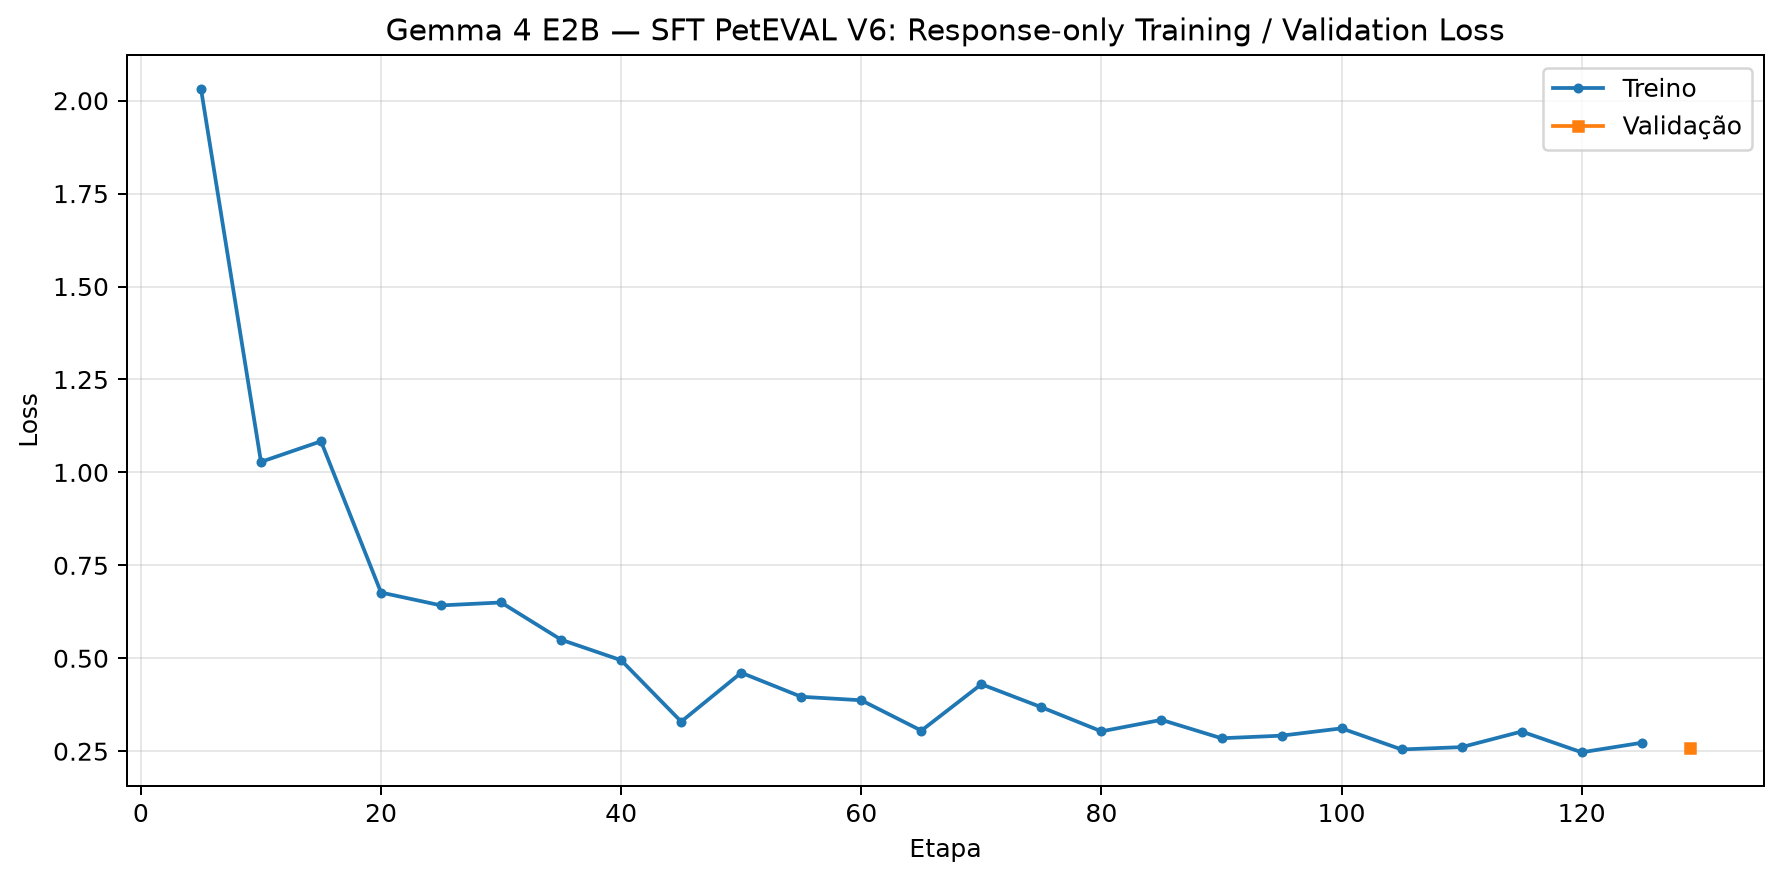 Gemma 4 E2B — SFT PetEVAL V6: Response-only Training / Validation Loss
Treino
Validação
2.00
1.75
1.50
1.25
1.00
0.75
0.50
0.25
Loss
0 20 40 60 80 100 120
Etapa